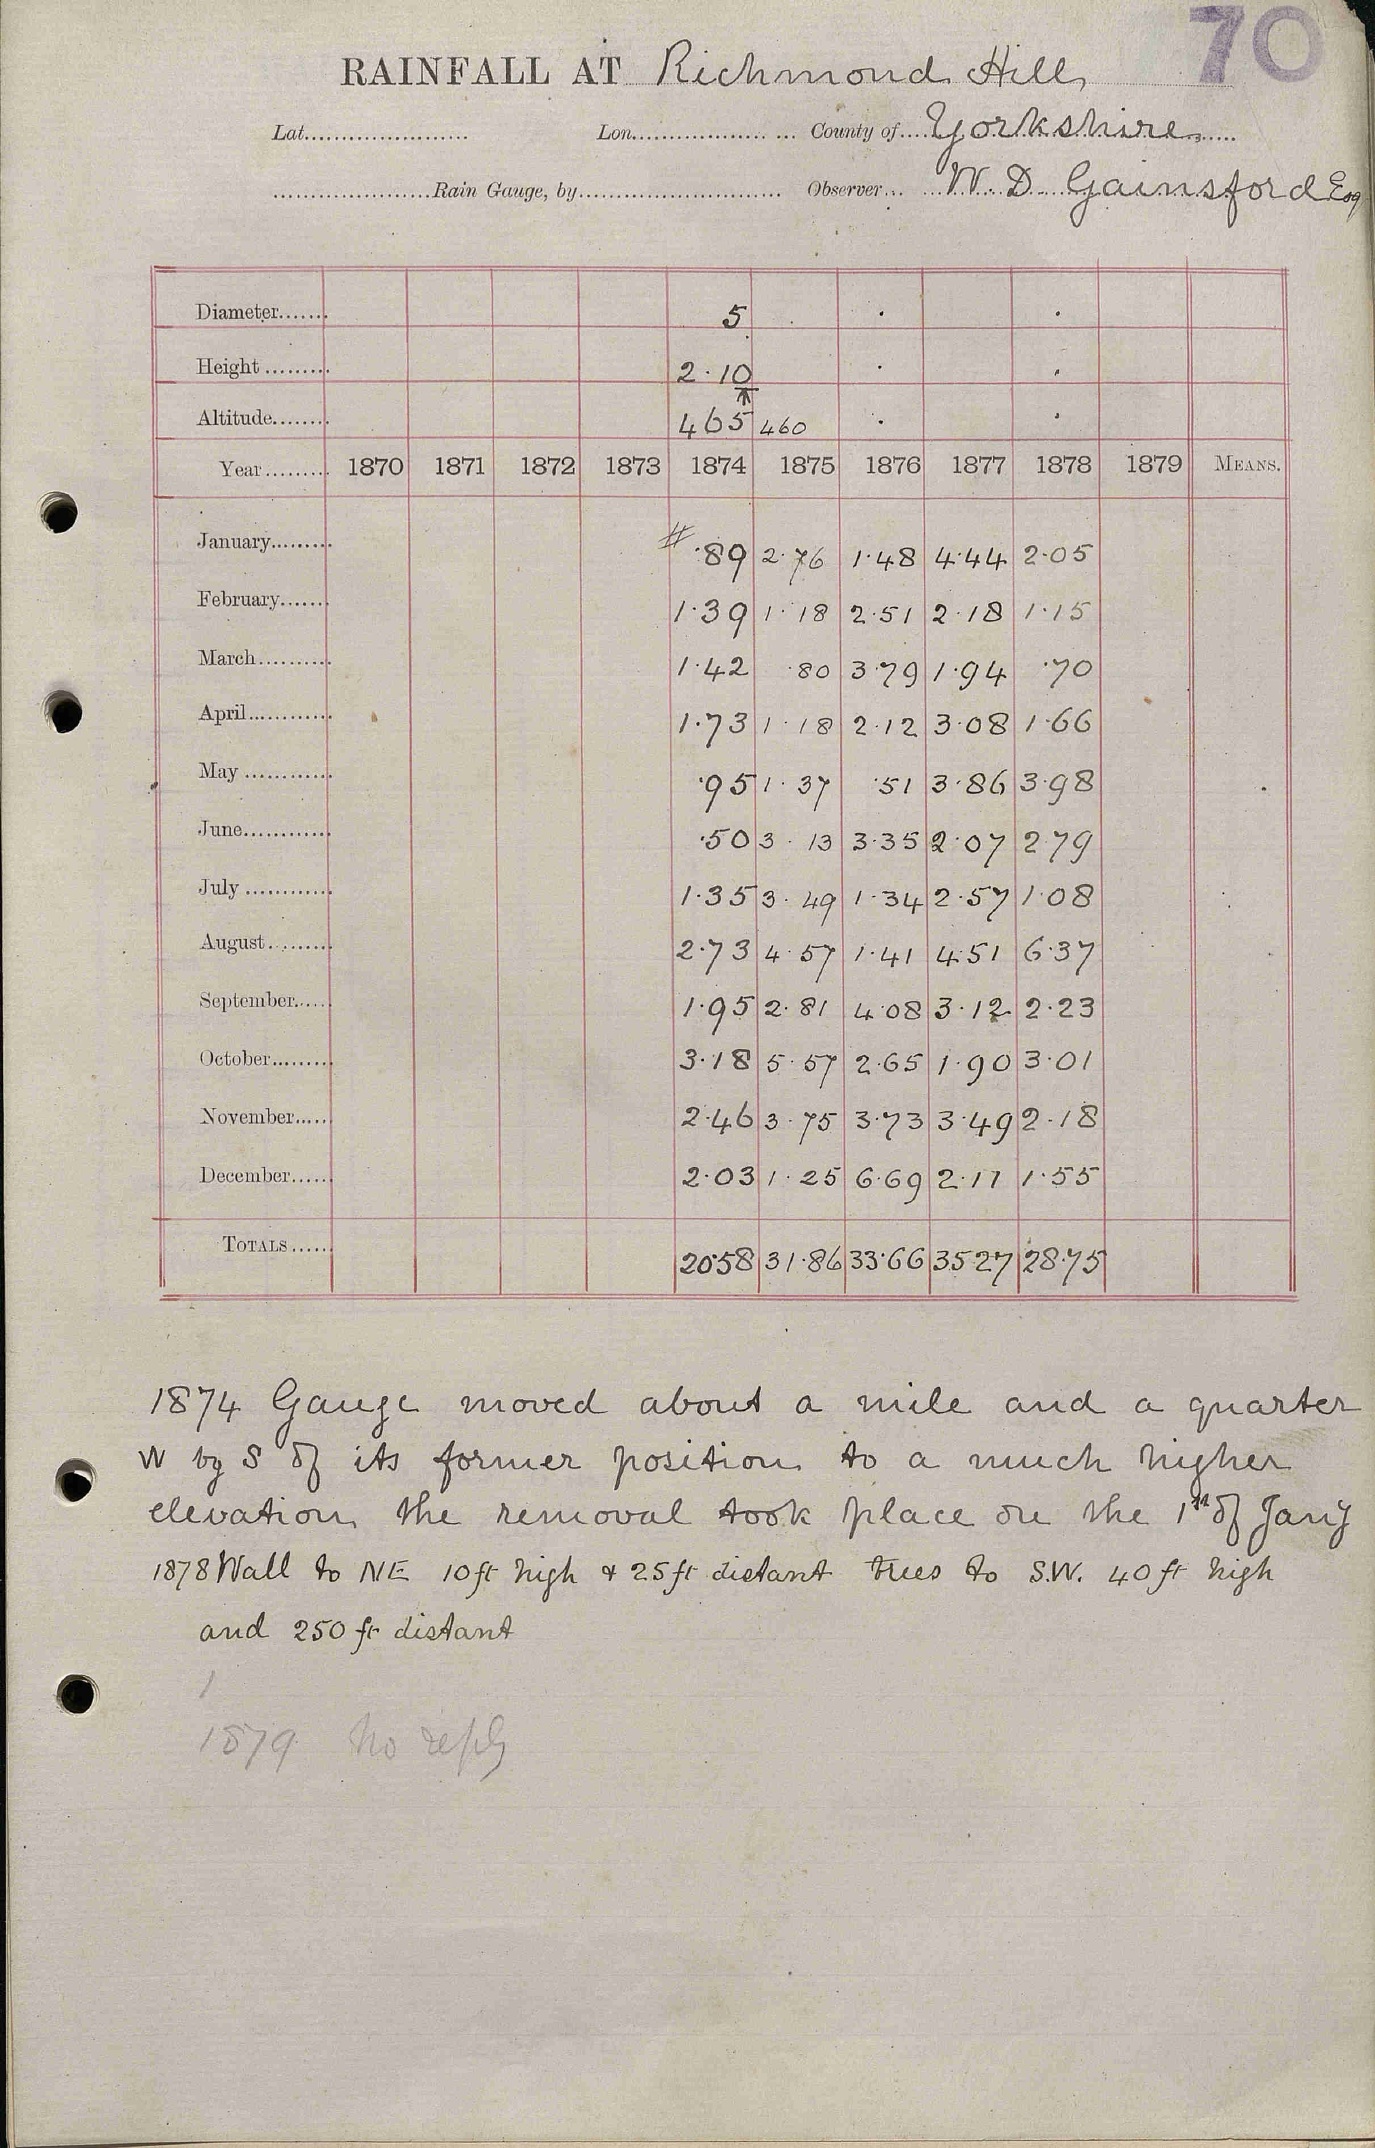 70
RAINFALL AT Richmond Hill
Lat. Lon. County of Yorkshire
Rain Gauge, by Observer W. D. Gainsford Esq
Diameter 5
Height 2·10
Altitude 465 460
Year 1870 1871 1872 1873 1874 1875 1876 1877 1878 1879 MEANS.
January # ·89 2·76 1·48 4·44 2·05
February 1·39 1·18 2·51 2·18 1·15
March 1·42 ·80 3·79 1·94 ·70
April 1·73 1·18 2·12 3·08 1·66
May ·95 1·37 ·51 3·86 3·98
June ·50 3·13 3·35 2·07 2·79
July 1·35 3·49 1·34 2·57 1·08
August 2·73 4·57 1·41 4·51 6·37
September 1·95 2·81 4·08 3·12 2·23
October 3·18 5·57 2·65 1·90 3·01
November 2·46 3·75 3·73 3·49 2·18
December 2·03 1·25 6·69 2·11 1·55
TOTALS 20·58 31·86 33·66 35·27 28·75
1874 Gauge moved about a mile and a quarter
W by S of its former position to a much higher
elevation the removal took place on the 1st of Jany
1878 Wall to NE 10 ft high & 25 ft distant trees to S.W. 40 ft high
and 250 ft distant
1
1879 No reply